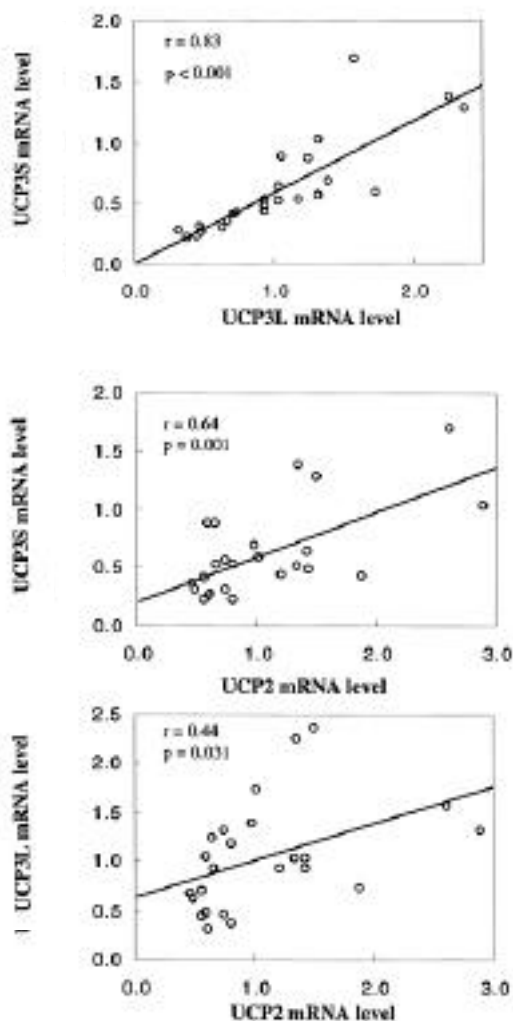 2.0
r = 0.83
p < 0.001
1.5
1.0
0.5
0.0
UCP3S mRNA level
0.0 1.0 2.0
UCP3L mRNA level
2.0
r = 0.64
p = 0.001
1.5
1.0
0.5
0.0
UCP3S mRNA level
0.0 1.0 2.0 3.0
UCP2 mRNA level
2.5
r = 0.44
p = 0.031
2.0
1.5
1.0
0.5
0.0
UCP3L mRNA level
0.0 1.0 2.0 3.0
UCP2 mRNA level